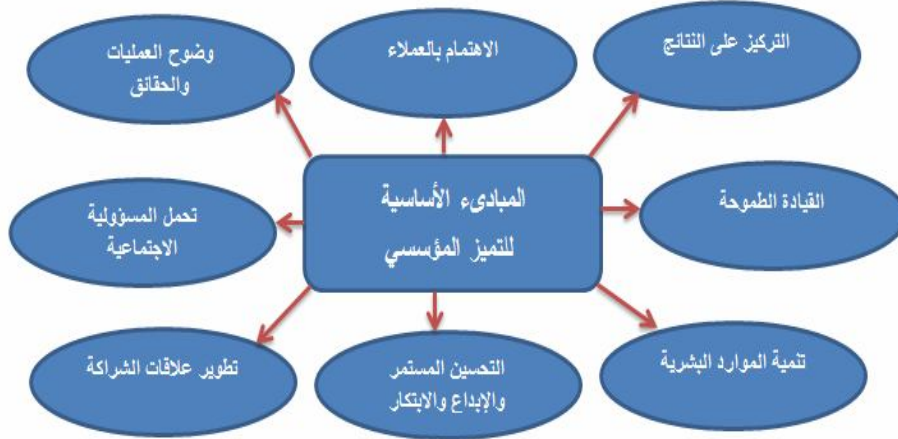 التركيز على النتائج
الاهتمام بالعملاء
وضوح العمليات
والحقائق
المبادىء الأساسية
للتميز المؤسسي
القيادة الطموحة
تحمل المسؤولية
الاجتماعية
تنمية الموارد البشرية
التحسين المستمر
والإبداع والابتكار
تطوير علاقات الشراكة